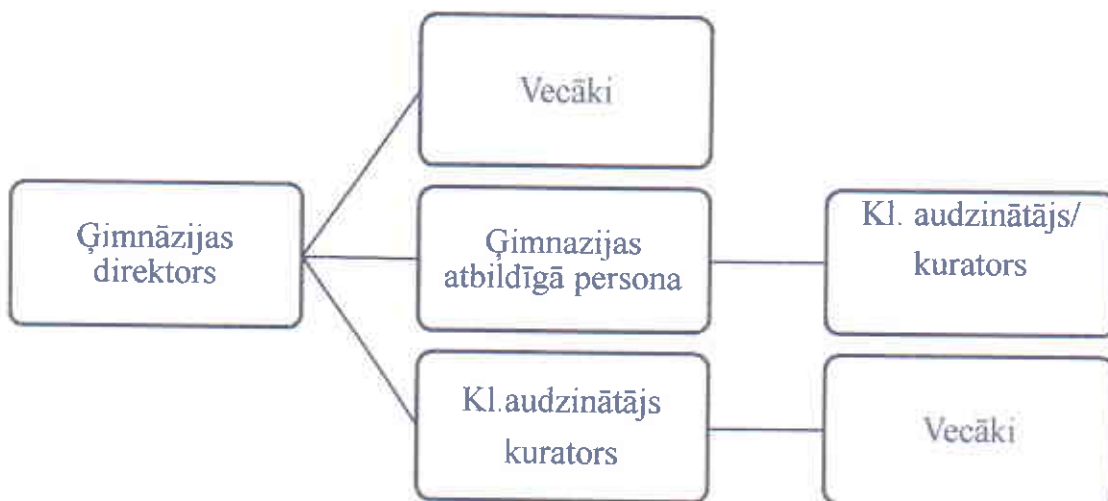 Vecāki
Ģimnāzijas
direktors
Ģimnazijas
atbildīgā persona
Kl. audzinātājs/
kurators
Kl.audzinātājs
kurators
Vecāki